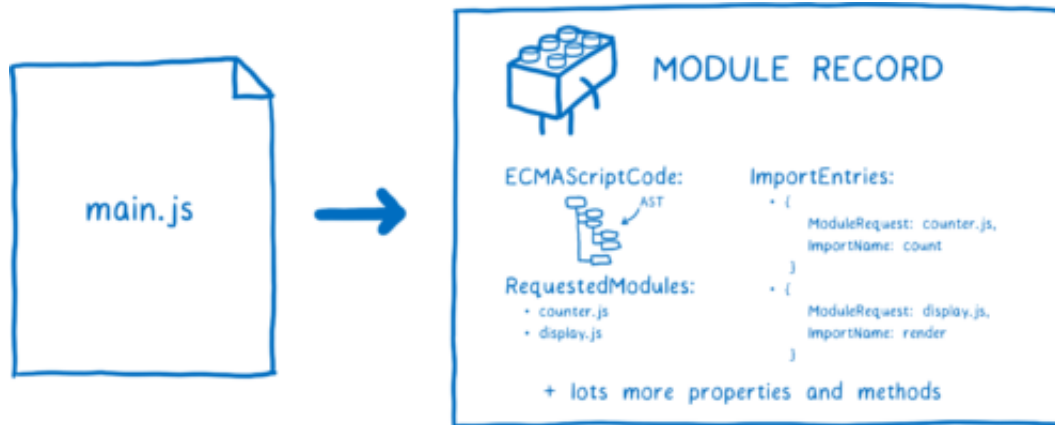 main.js
MODULE RECORD
ECMAScriptCode:
AST
RequestedModules:
• counter.js
• display.js
ImportEntries:
• {
ModuleRequest: counter.js,
ImportName: count
}
• {
ModuleRequest: display.js,
ImportName: render
}
+ lots more properties and methods